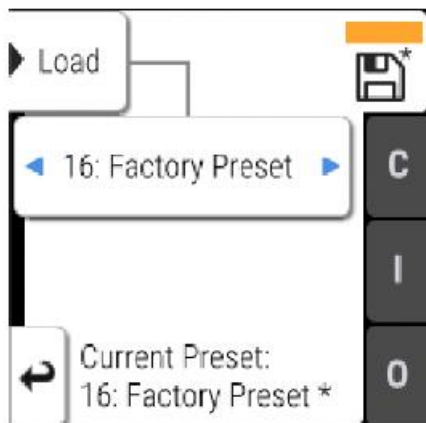 Load
*
16: Factory Preset
C
I
O
Current Preset:
16: Factory Preset *